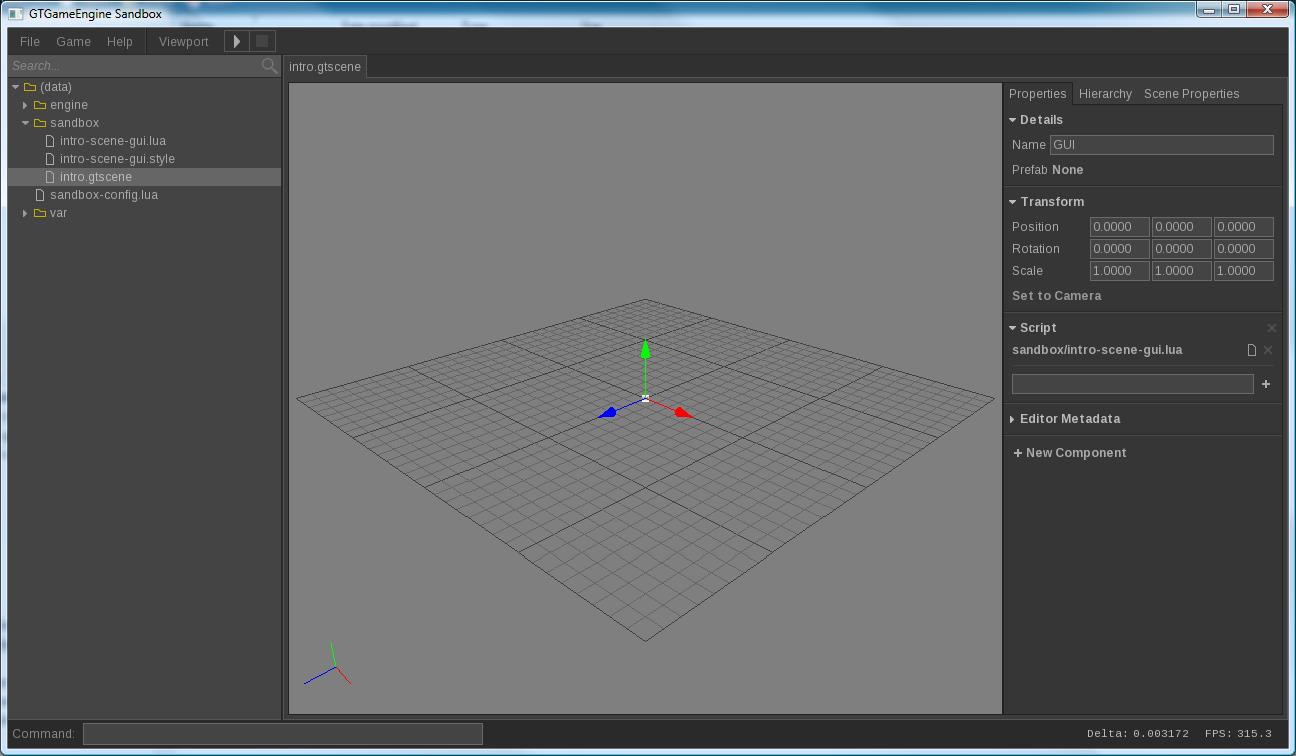 GTGameEngine Sandbox
File Game Help Viewport
Search...
intro.gtscene
(data)
engine
sandbox
intro-scene-gui.lua
intro-scene-gui.style
intro.gtscene
sandbox-config.lua
var
Properties Hierarchy Scene Properties
Details
Name GUI
Prefab None
Transform
Position 0.0000 0.0000 0.0000
Rotation 0.0000 0.0000 0.0000
Scale 1.0000 1.0000 1.0000
Set to Camera
Script
sandbox/intro-scene-gui.lua
Editor Metadata
+ New Component
Command:
Delta: 0.003172 FPS: 315.3